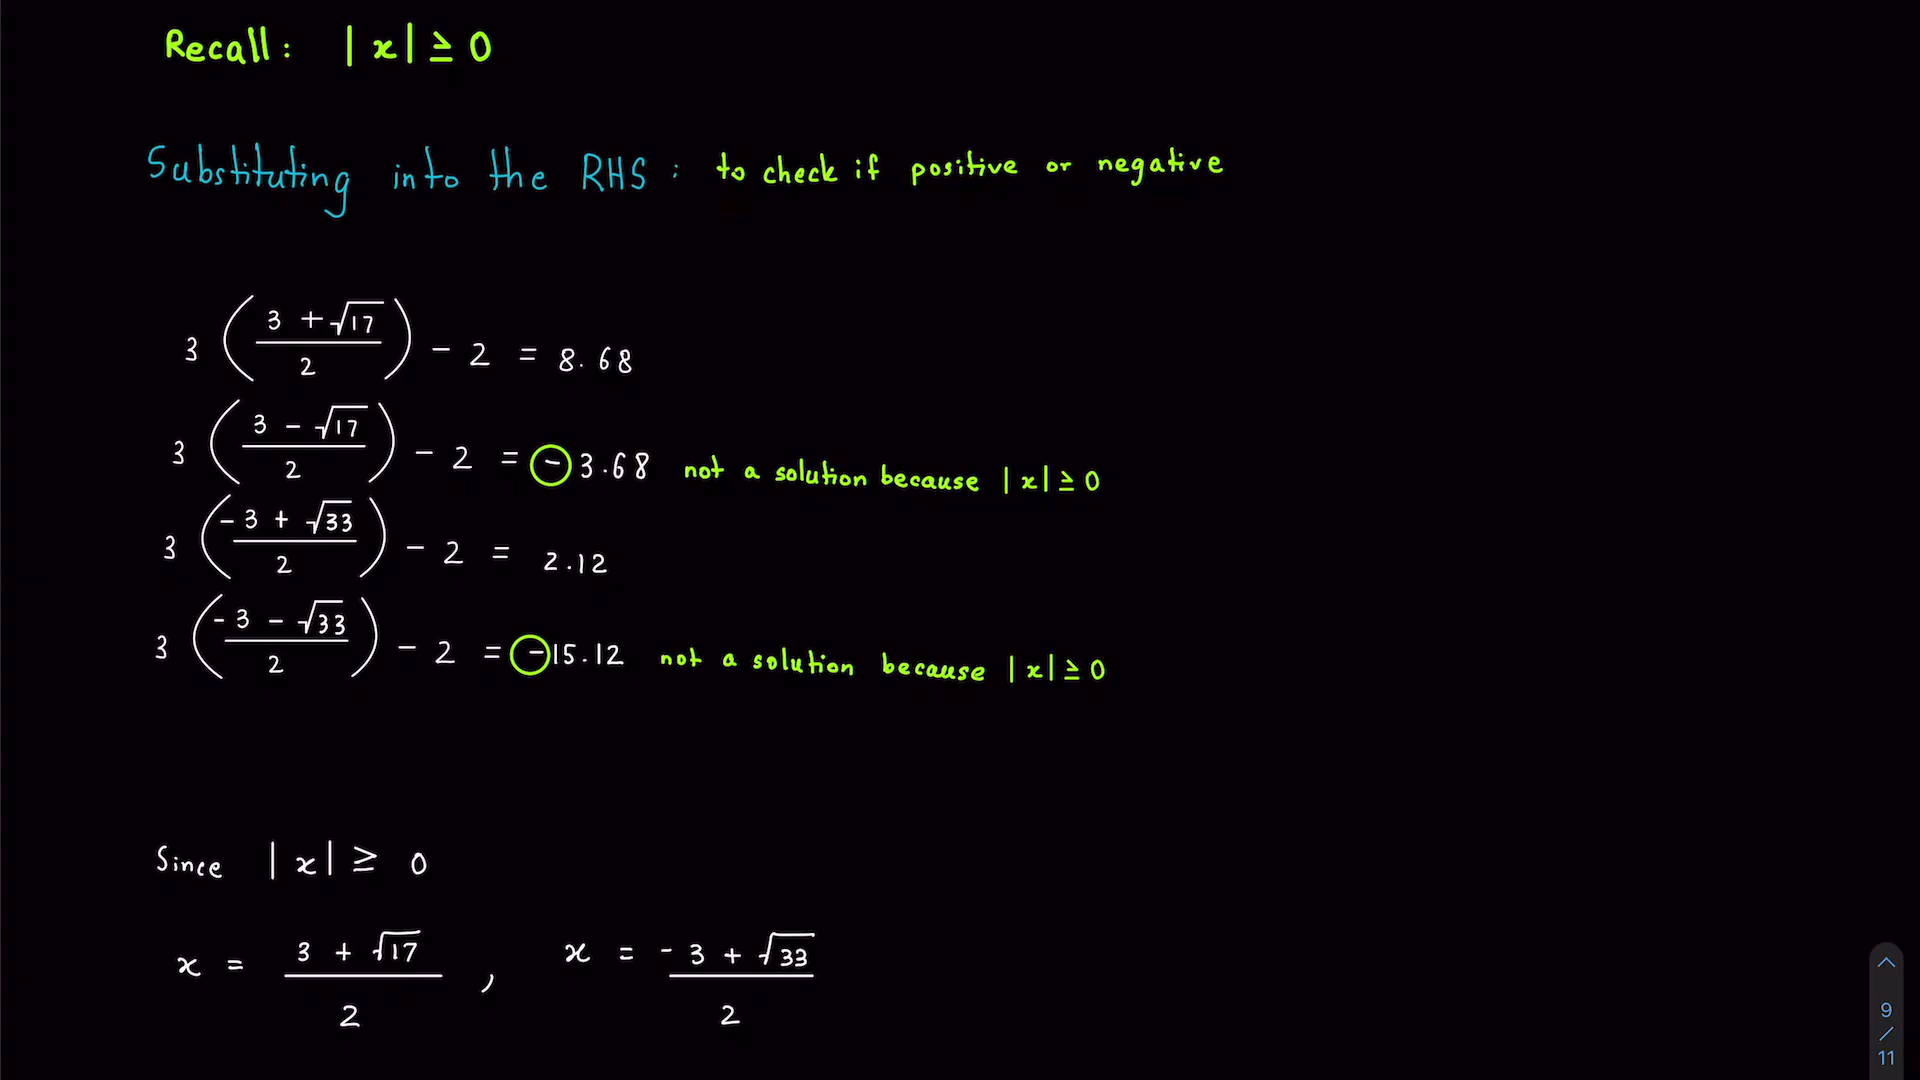 Recall: |x| ≥ 0
Substituting into the RHS: to check if positive or negative
3 ((3 + √17)/2) - 2 = 8.68
3 ((3 - √17)/2) - 2 = -3.68 not a solution because |x| ≥ 0
3 ((-3 + √33)/2) - 2 = 2.12
3 ((-3 - √33)/2) - 2 = -15.12 not a solution because |x| ≥ 0
Since |x| ≥ 0
x = (3 + √17)/2 , x = (-3 + √33)/2
9
/
11